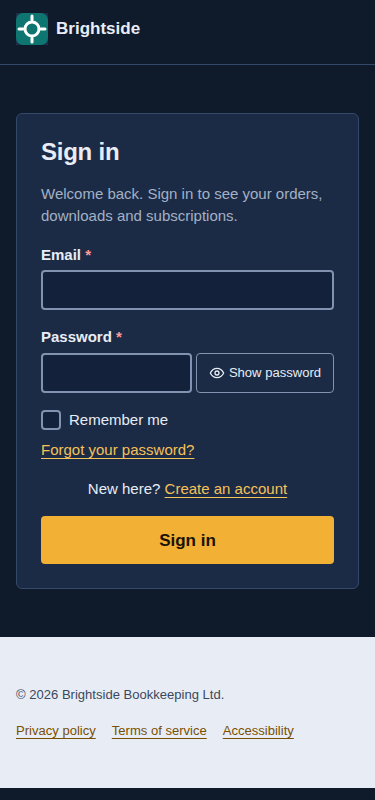 Brightside
Sign in
Welcome back. Sign in to see your orders,
downloads and subscriptions.
Email *
Password *
Show password
Remember me
Forgot your password?
New here? Create an account
Sign in
© 2026 Brightside Bookkeeping Ltd.
Privacy policy Terms of service Accessibility